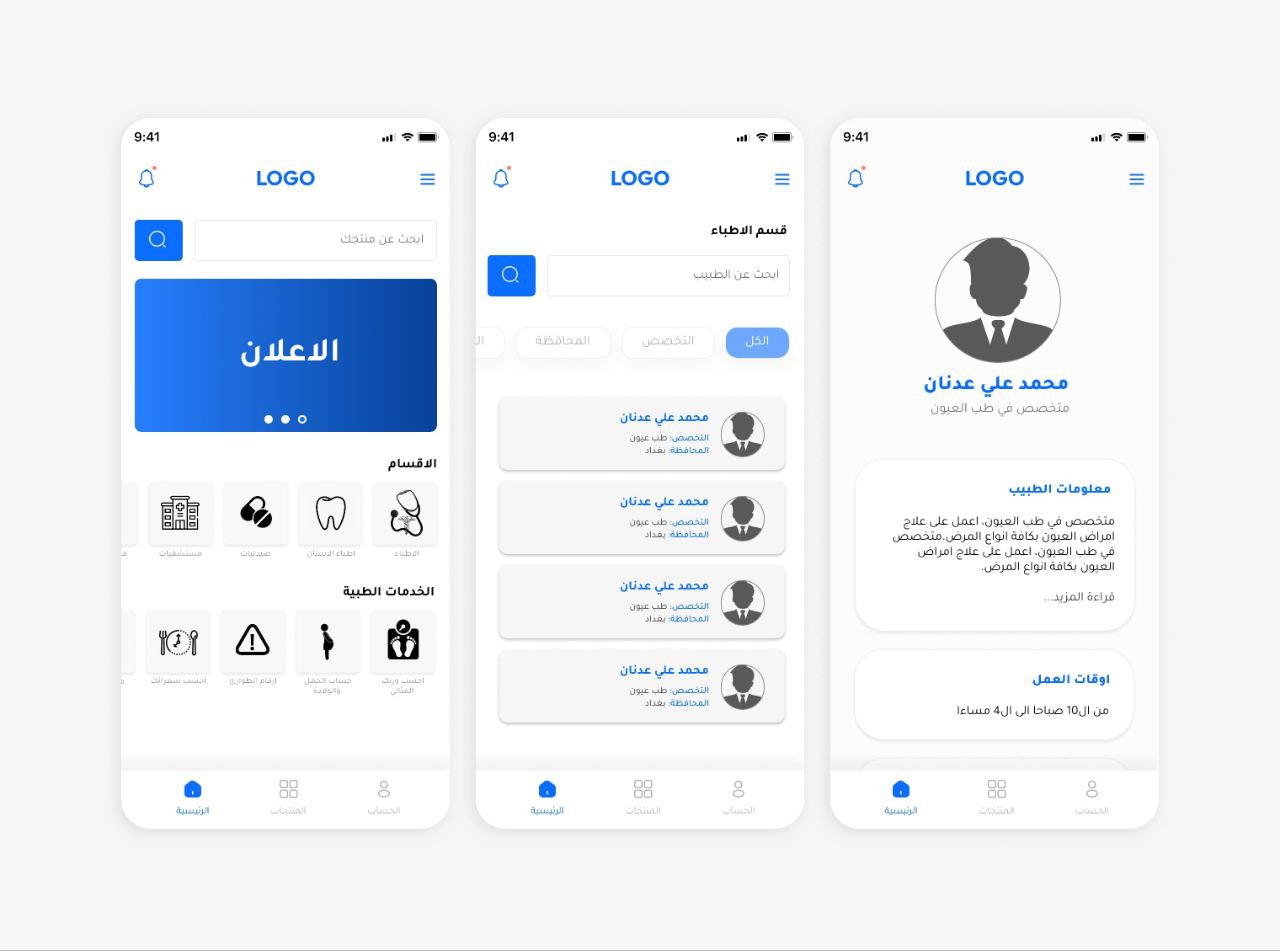 9:41
LOGO
ابحث عن منتجك
الاعلان
الاقسام
الاطباء
اطباء الاسنان
صيدليات
مستشفيات
الخدمات الطبية
احسب وزنك المثالي
حساب الحمل والولادة
ارقام الطوارئ
احسب سعراتك
الحساب
المنتجات
الرئيسية
9:41
LOGO
قسم الاطباء
ابحث عن الطبيب
الكل
التخصص
المحافظة
محمد علي عدنان
التخصص: طب عيون
المحافظة: بغداد
محمد علي عدنان
التخصص: طب عيون
المحافظة: بغداد
محمد علي عدنان
التخصص: طب عيون
المحافظة: بغداد
محمد علي عدنان
التخصص: طب عيون
المحافظة: بغداد
الحساب
المنتجات
الرئيسية
9:41
LOGO
محمد علي عدنان
متخصص في طب العيون
معلومات الطبيب
متخصص في طب العيون، اعمل على علاج
امراض العيون بكافة انواع المرض.متخصص
في طب العيون، اعمل على علاج امراض
العيون بكافة انواع المرض.
قراءة المزيد...
اوقات العمل
من ال10 صباحا الى ال4 مساءا
الحساب
المنتجات
الرئيسية